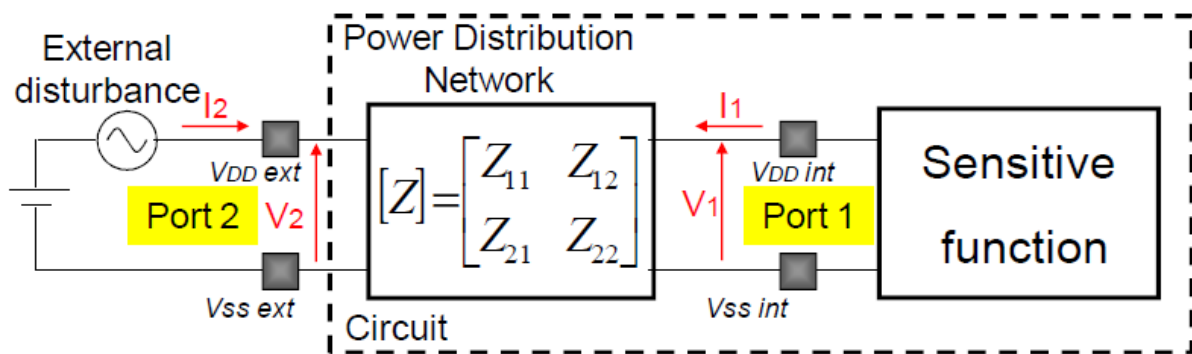 External
disturbance
I2
VDD ext
Port 2
V2
VSS ext
Power Distribution
Network
[Z]=[Z11 Z12
Z21 Z22]
I1
VDD int
V1
Port 1
Vss int
Circuit
Sensitive
function